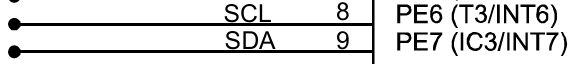 SCL 8 PE6 (T3/INT6)
SDA 9 PE7 (IC3/INT7)